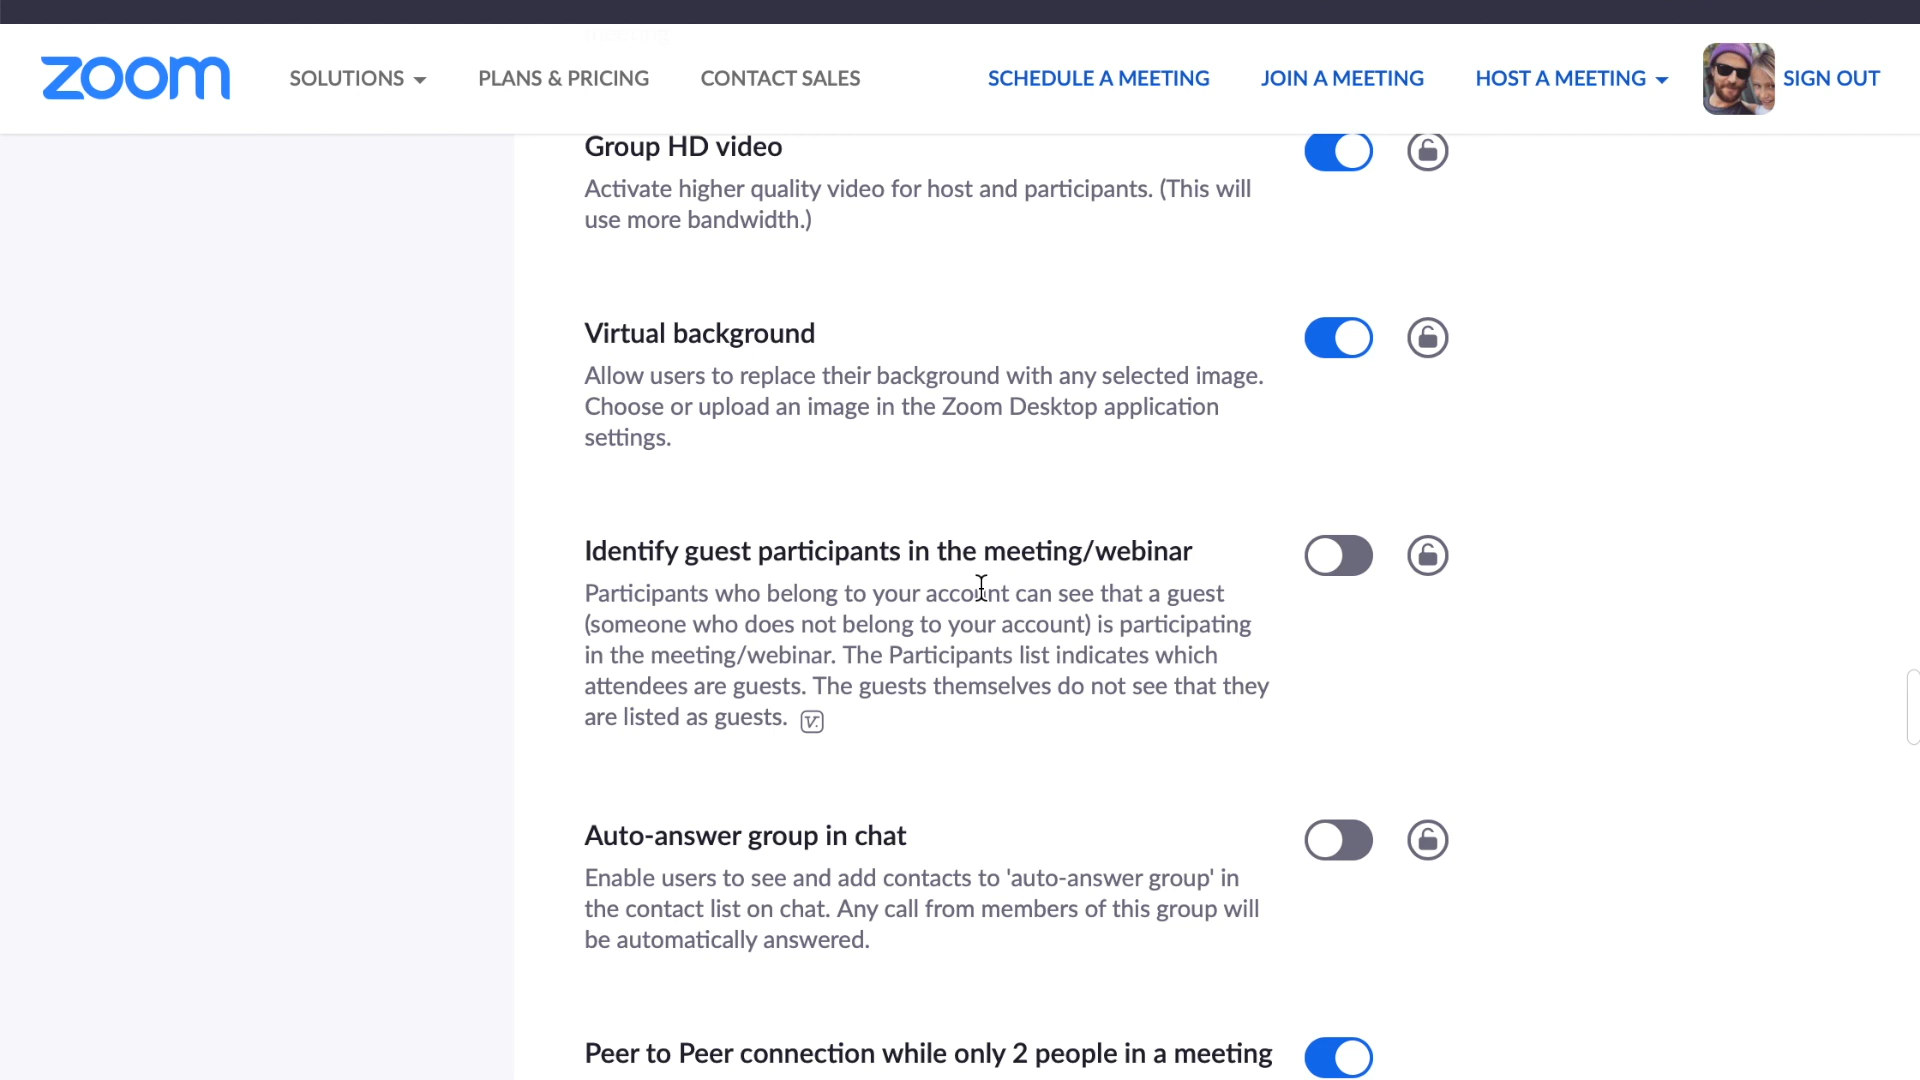 meeting
zoom
SOLUTIONS
PLANS & PRICING
CONTACT SALES
SCHEDULE A MEETING
JOIN A MEETING
HOST A MEETING
SIGN OUT
Group HD video
Activate higher quality video for host and participants. (This will
use more bandwidth.)
Virtual background
Allow users to replace their background with any selected image.
Choose or upload an image in the Zoom Desktop application
settings.
Identify guest participants in the meeting/webinar
Participants who belong to your account can see that a guest
(someone who does not belong to your account) is participating
in the meeting/webinar. The Participants list indicates which
attendees are guests. The guests themselves do not see that they
are listed as guests. V.
Auto-answer group in chat
Enable users to see and add contacts to 'auto-answer group' in
the contact list on chat. Any call from members of this group will
be automatically answered.
Peer to Peer connection while only 2 people in a meeting